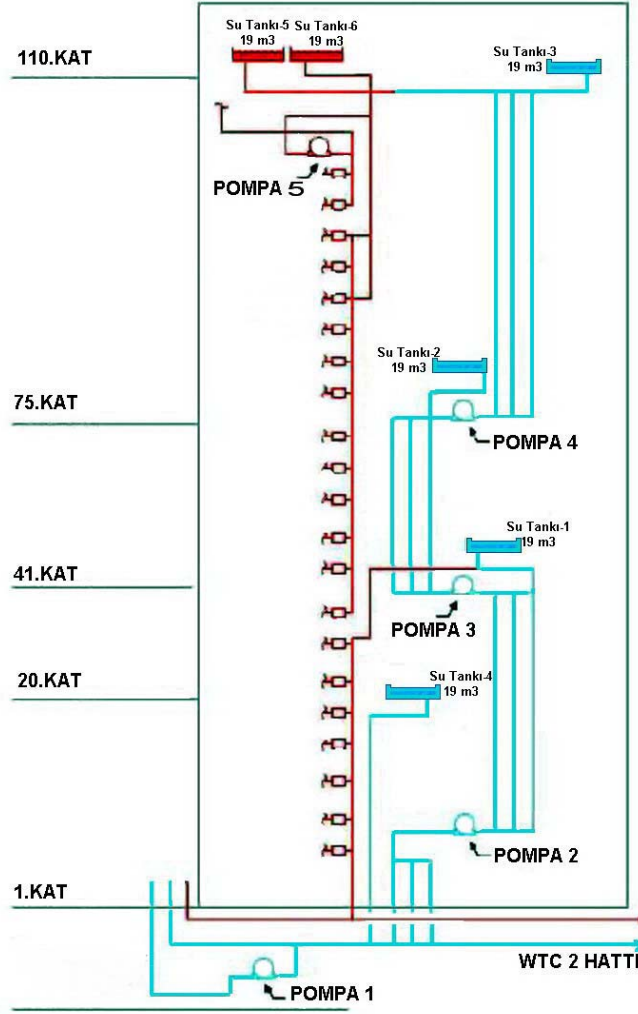 Su Tankı-5
19 m3
Su Tankı-6
19 m3
Su Tankı-3
19 m3
110.KAT
POMPA 5
Su Tankı-2
19 m3
75.KAT
POMPA 4
Su Tankı-1
19 m3
41.KAT
POMPA 3
20.KAT
Su Tankı-4
19 m3
POMPA 2
1.KAT
WTC 2 HATTI
POMPA 1